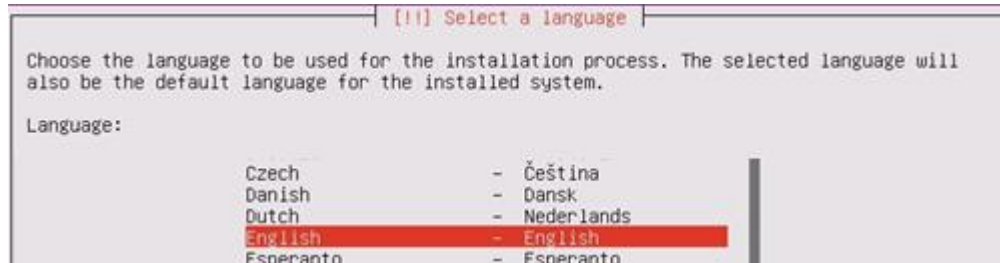 [!!] Select a language
Choose the language to be used for the installation process. The selected language will
also be the default language for the installed system.
Language:
Czech - Čeština
Danish - Dansk
Dutch - Nederlands
English - English
Esperanto - Esperanto